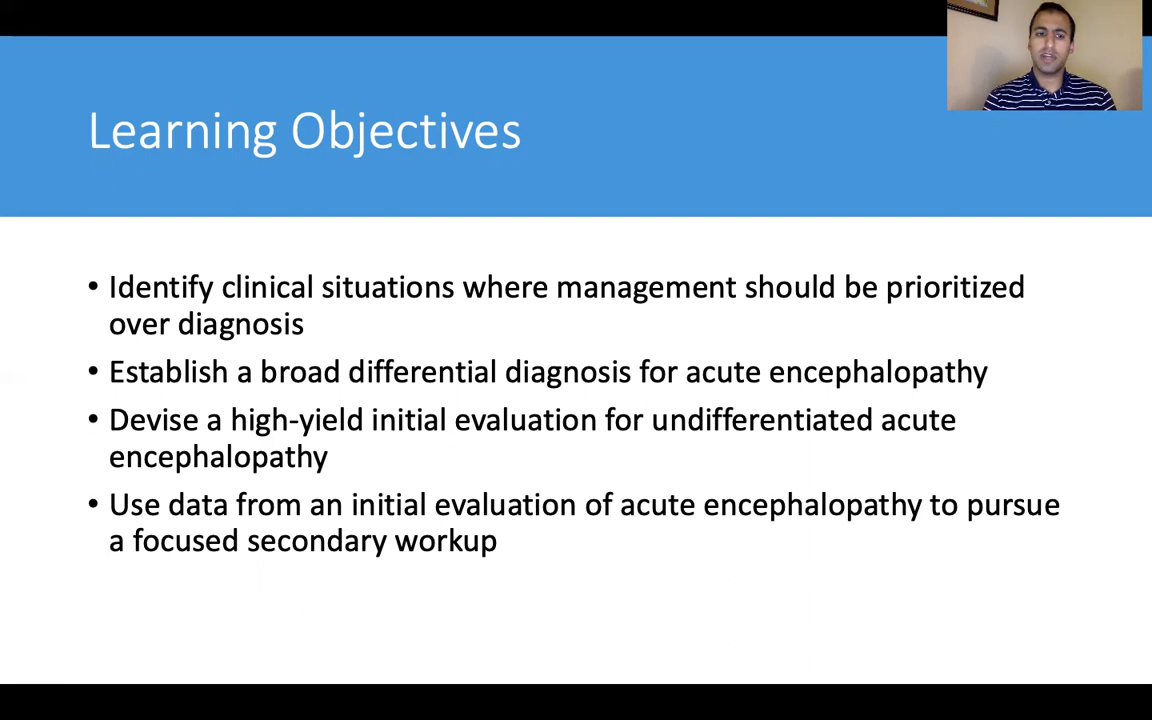 Learning Objectives
• Identify clinical situations where management should be prioritized
over diagnosis
• Establish a broad differential diagnosis for acute encephalopathy
• Devise a high-yield initial evaluation for undifferentiated acute
encephalopathy
• Use data from an initial evaluation of acute encephalopathy to pursue
a focused secondary workup